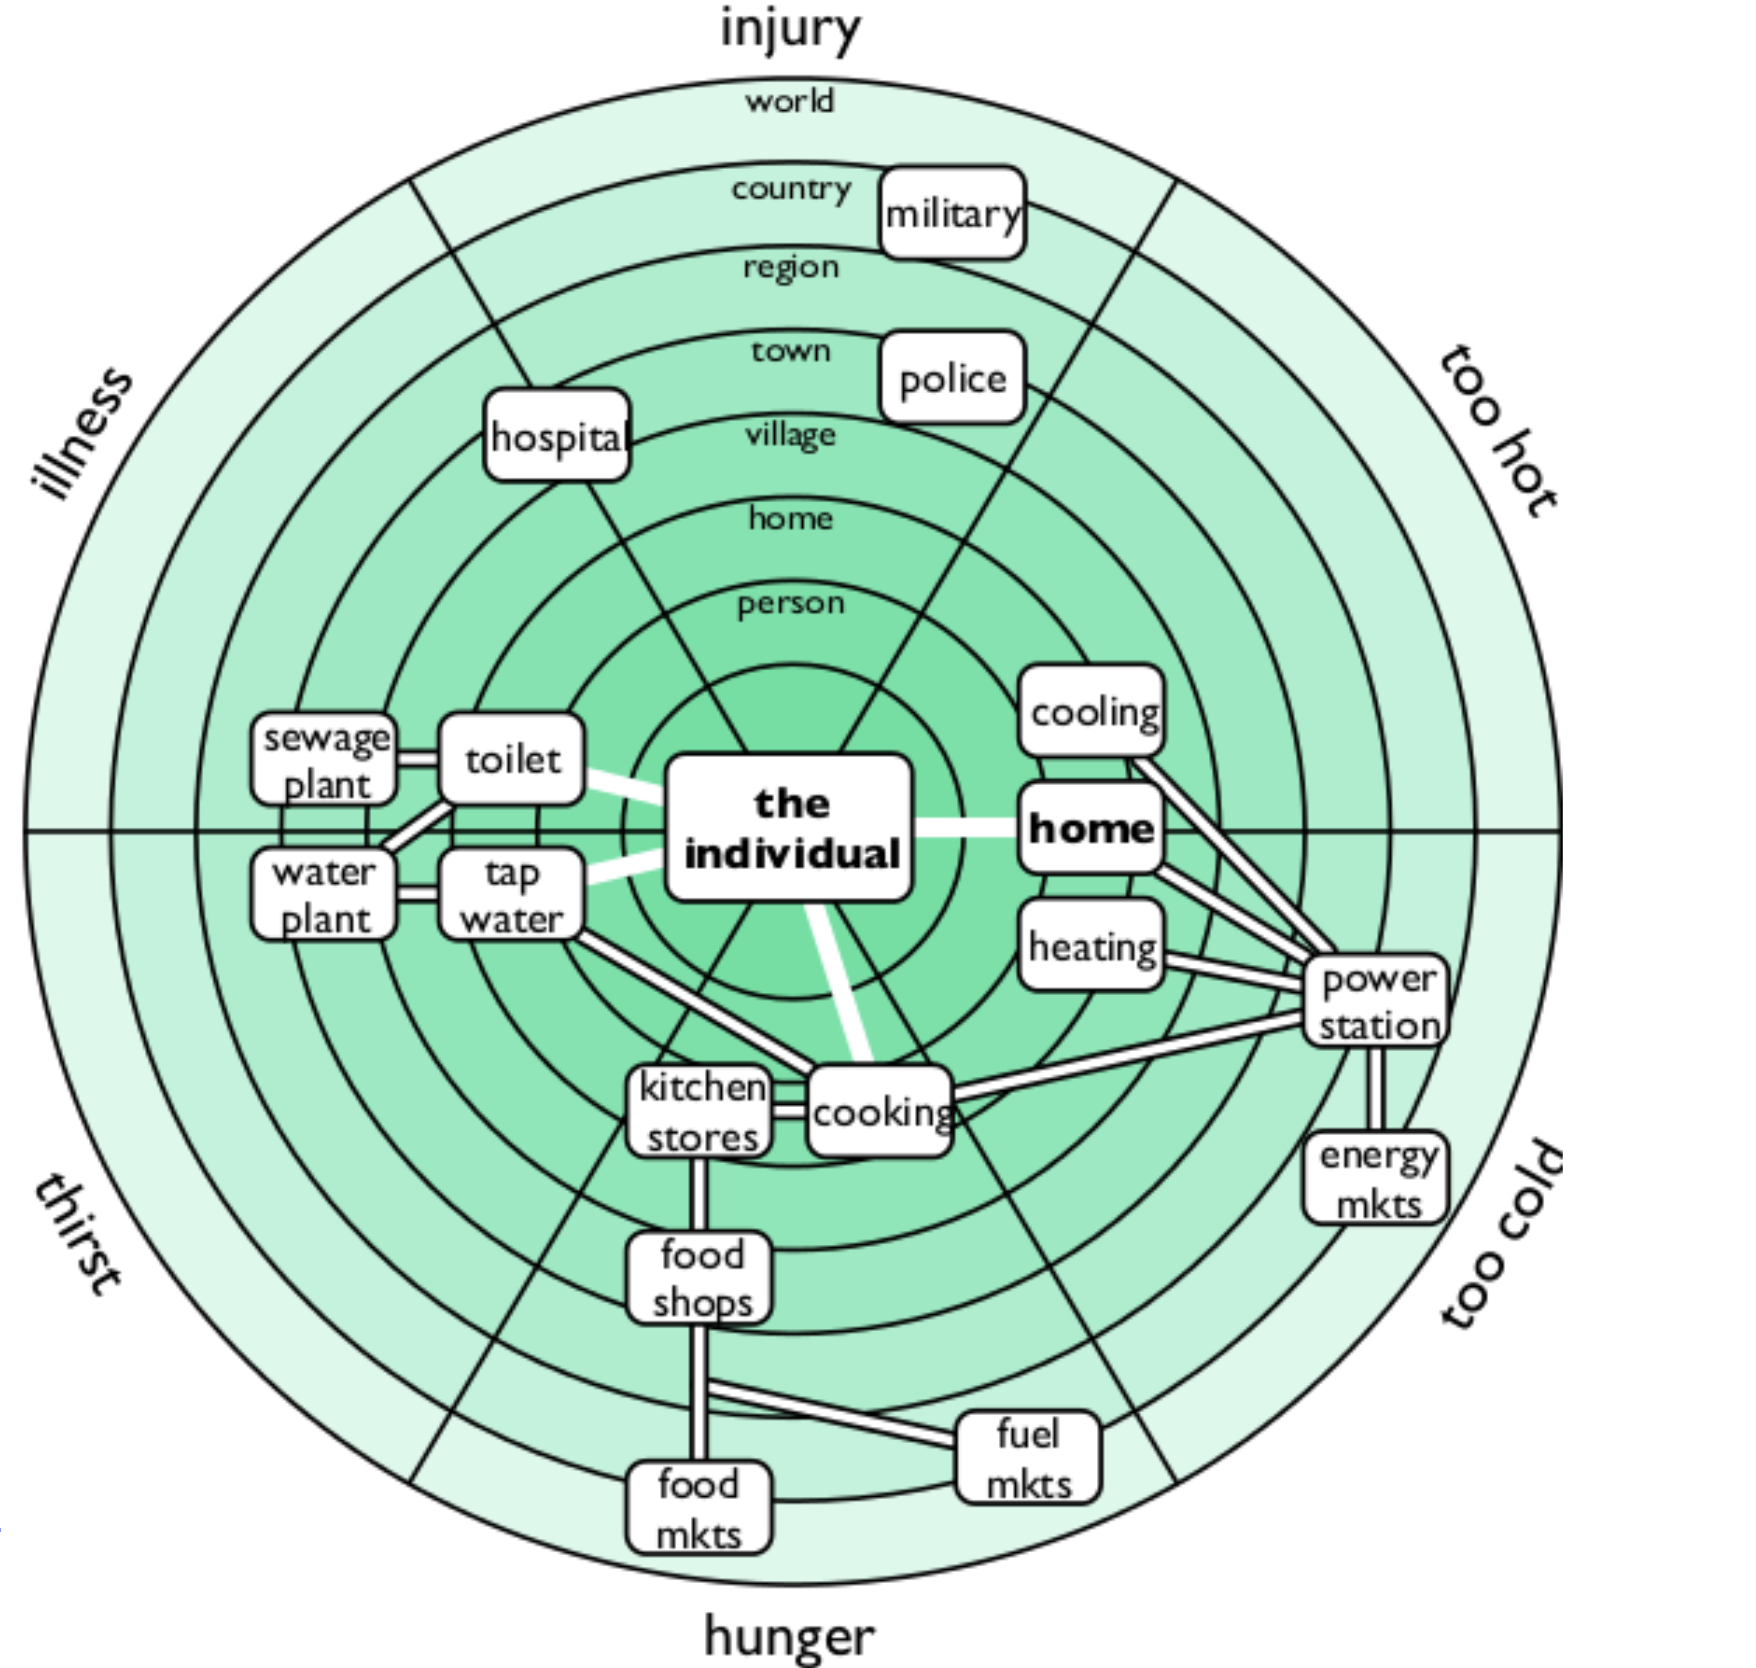 injury
world
country
military
region
town
police
village
hospital
illness
too hot
home
person
cooling
sewage
plant
toilet
the
individual
home
water
plant
tap
water
heating
power
station
kitchen
stores
cooking
energy
mkts
thirst
too cold
food
shops
fuel
mkts
food
mkts
hunger